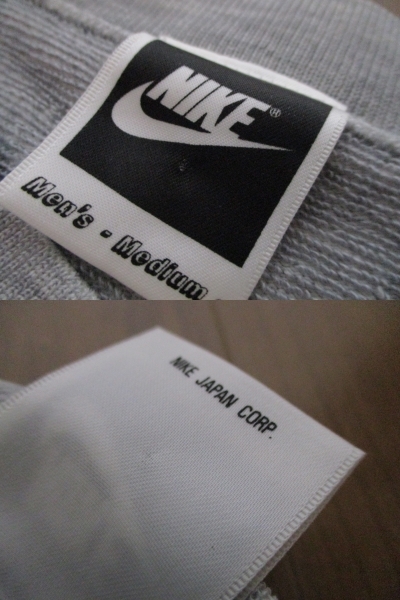 NIKE®
Men's - Medium
NIKE JAPAN CORP.